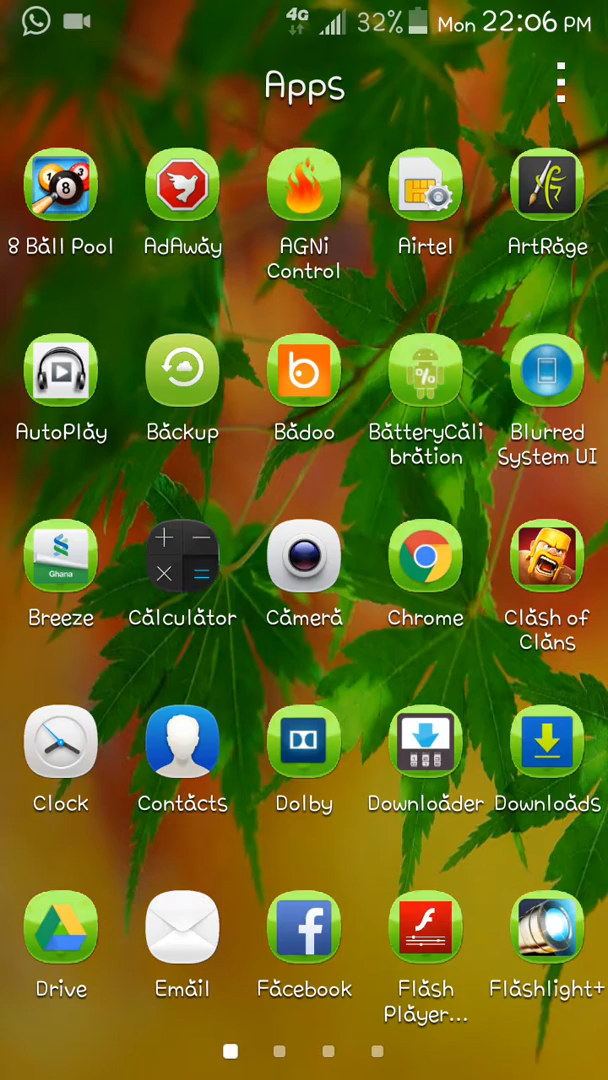 4G 32% Mon 22:06 PM
Apps
8 Ball Pool AdAway AGNi Airtel ArtRage
Control
AutoPlay Backup Badoo BatteryCali Blurred
bration System UI
Ghana
Breeze Calculator Camera Chrome Clash of
Clans
Clock Contacts Dolby Downloader Downloads
Drive Email Facebook Flash Flashlight+
Player...